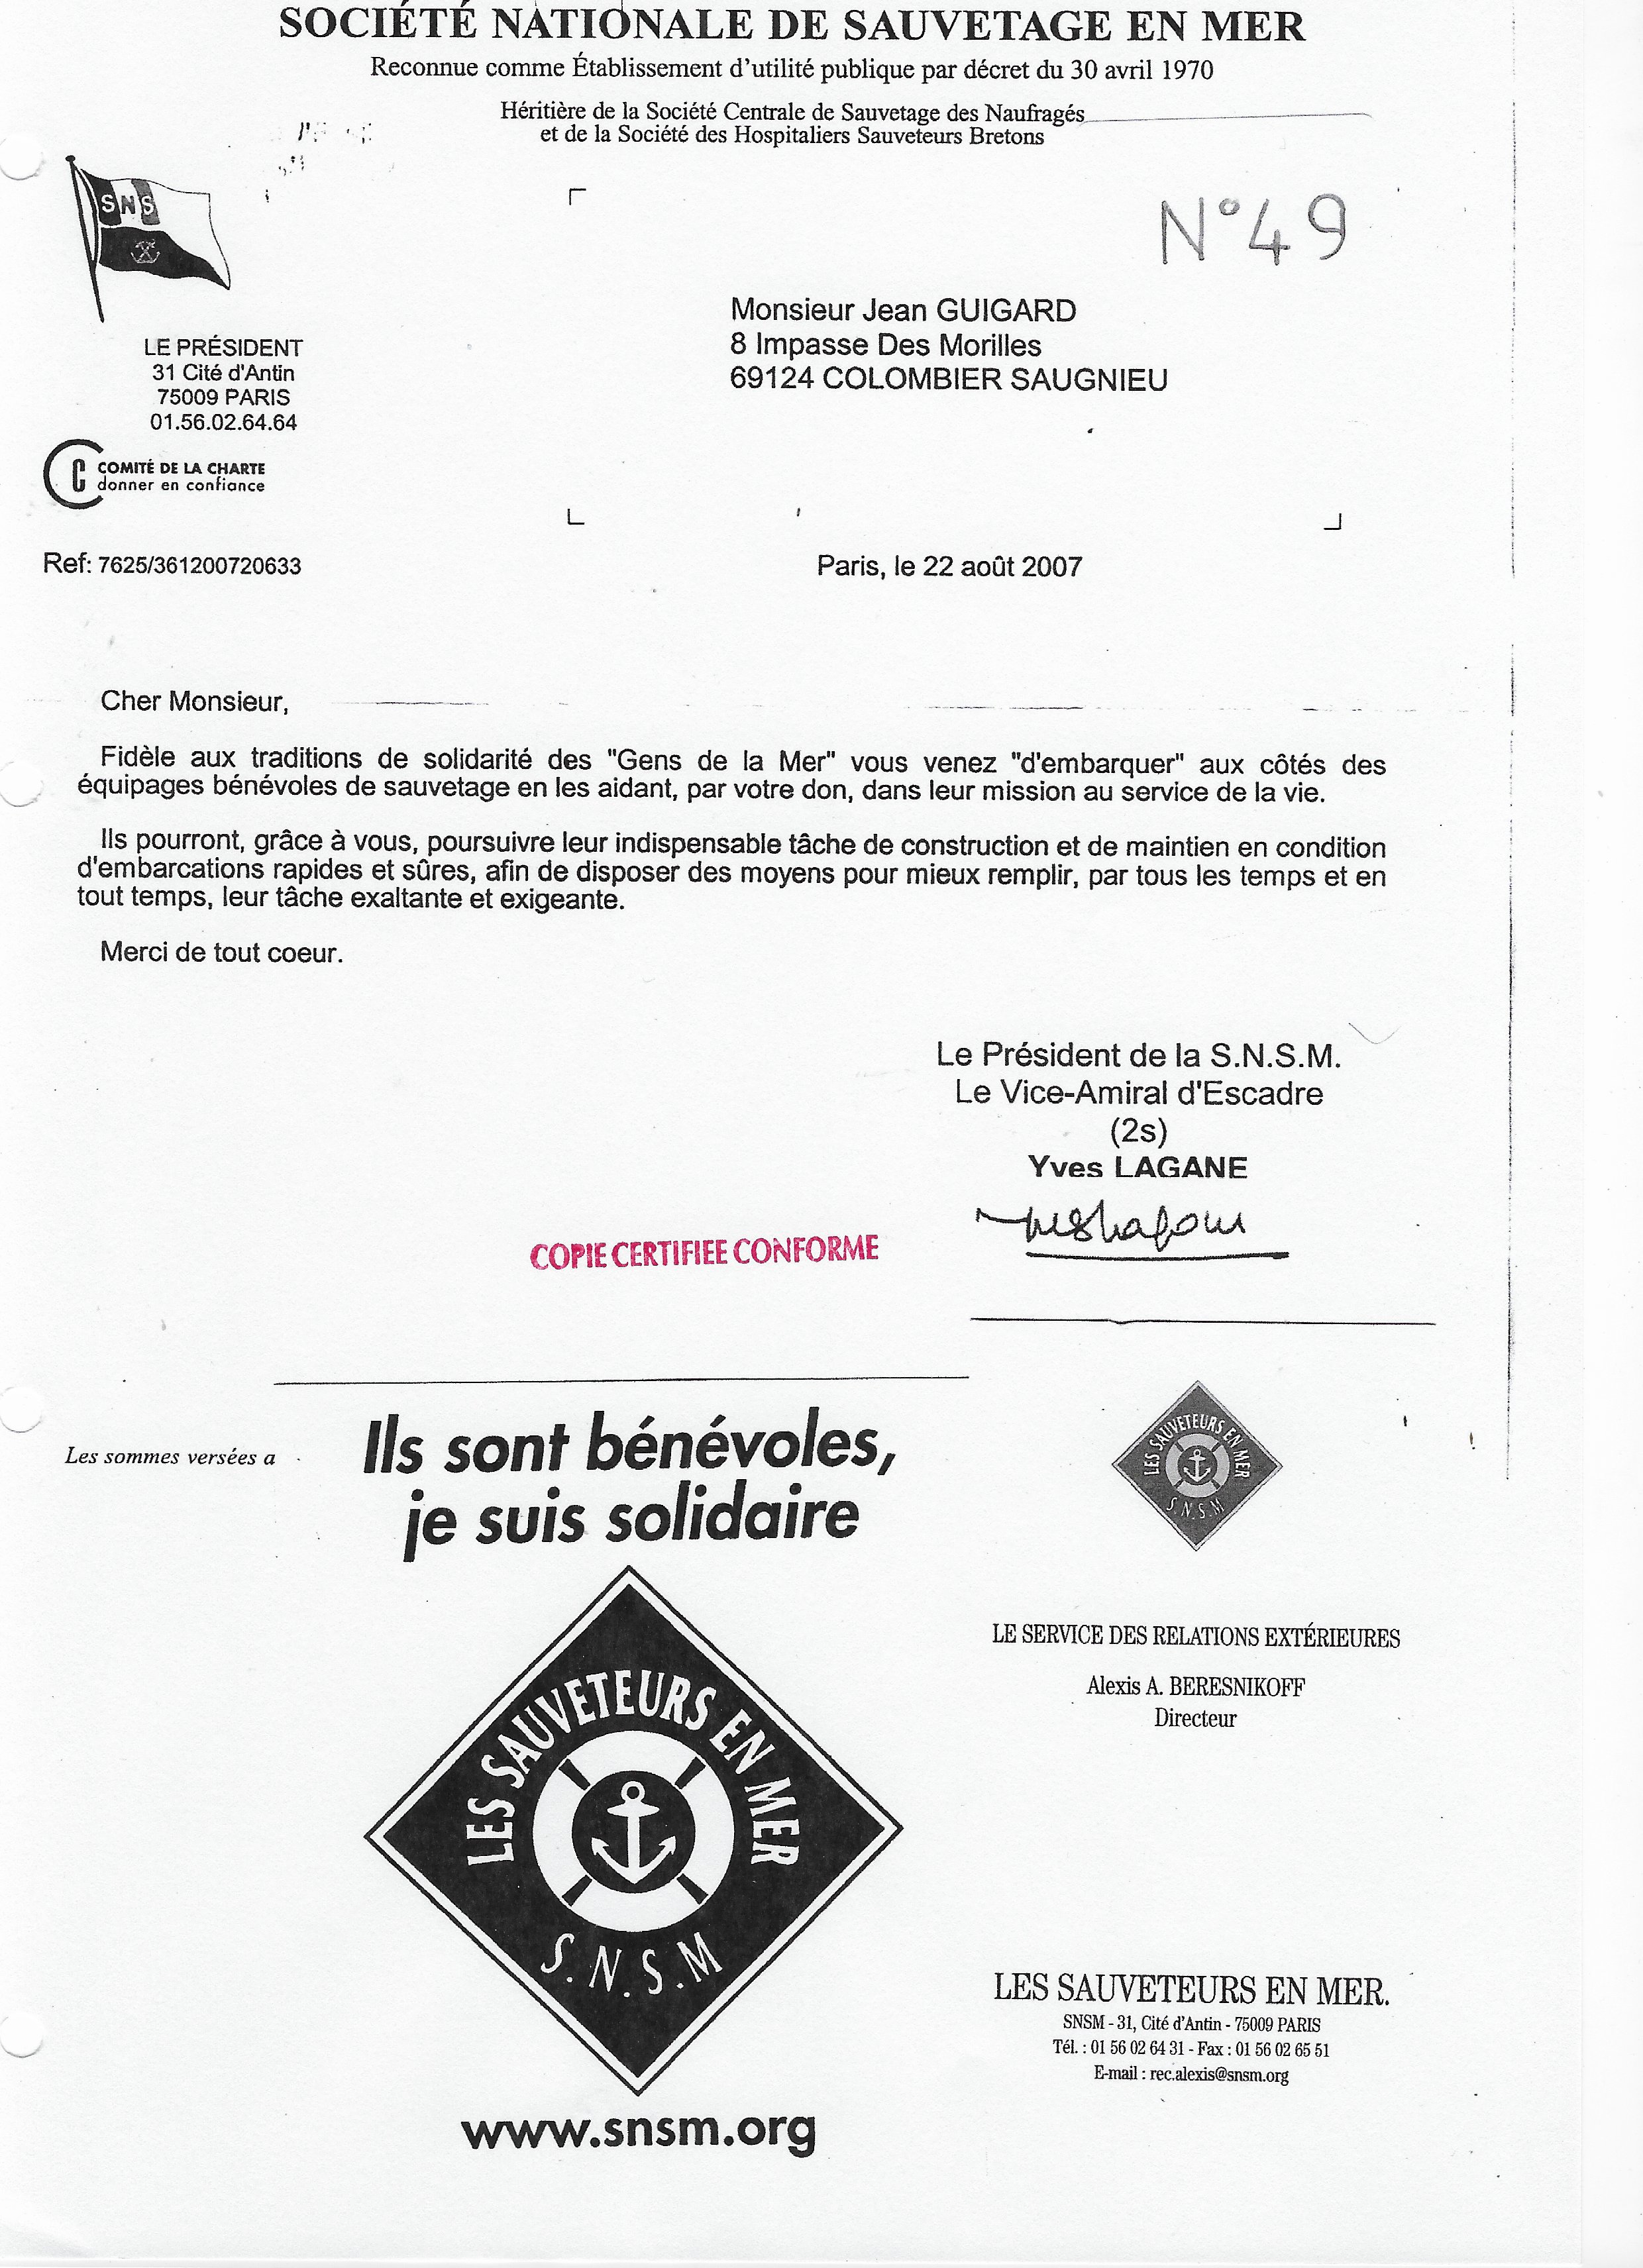 SOCIÉTÉ NATIONALE DE SAUVETAGE EN MER
Reconnue comme Établissement d'utilité publique par décret du 30 avril 1970
Héritière de la Société Centrale de Sauvetage des Naufragés
et de la Société des Hospitaliers Sauveteurs Bretons
SNS
N°49
Monsieur Jean GUIGARD
8 Impasse Des Morilles
69124 COLOMBIER SAUGNIEU
LE PRÉSIDENT
31 Cité d'Antin
75009 PARIS
01.56.02.64.64
COMITÉ DE LA CHARTE
donner en confiance
Ref: 7625/361200720633
Paris, le 22 août 2007
Cher Monsieur,
Fidèle aux traditions de solidarité des "Gens de la Mer" vous venez "d'embarquer" aux côtés des
équipages bénévoles de sauvetage en les aidant, par votre don, dans leur mission au service de la vie.
Ils pourront, grâce à vous, poursuivre leur indispensable tâche de construction et de maintien en condition
d'embarcations rapides et sûres, afin de disposer des moyens pour mieux remplir, par tous les temps et en
tout temps, leur tâche exaltante et exigeante.
Merci de tout coeur.
Le Président de la S.N.S.M.
Le Vice-Amiral d'Escadre
(2s)
Yves LAGANE
COPIE CERTIFIEE CONFORME
Les sommes versées a
Ils sont bénévoles,
je suis solidaire
LES SAUVETEURS EN MER
S.N.S.M
www.snsm.org
LES SAUVETEURS EN MER
S.N.S.M
LE SERVICE DES RELATIONS EXTÉRIEURES
Alexis A. BERESNIKOFF
Directeur
LES SAUVETEURS EN MER.
SNSM - 31, Cité d'Antin - 75009 PARIS
Tél. : 01 56 02 64 31 - Fax : 01 56 02 65 51
E-mail : rec.alexis@snsm.org